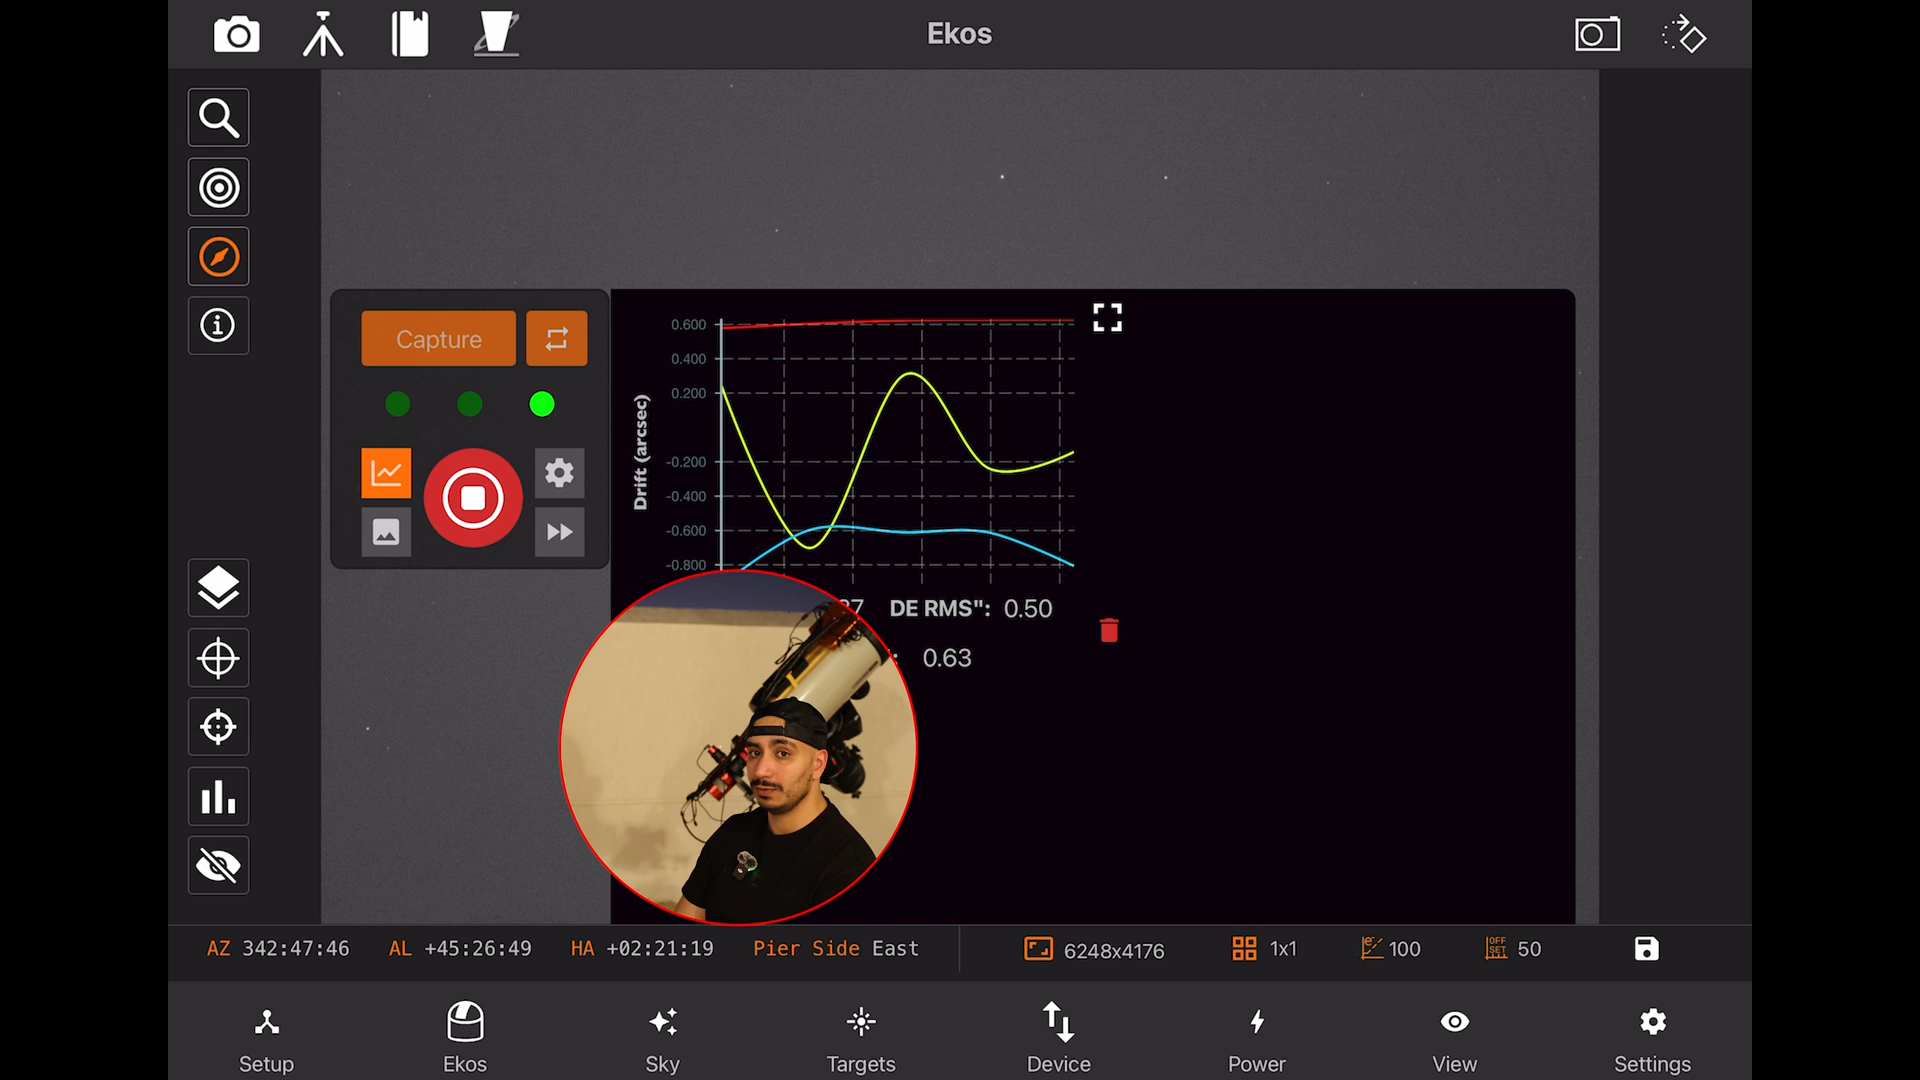 Ekos
Capture
0.600
0.400
0.200
-0.200
-0.400
-0.600
-0.800
Drift (arcsec)
DE RMS": 0.50
: 0.63
AZ 342:47:46 AL +45:26:49 HA +02:21:19 Pier Side East 6248x4176 1x1 100 OFF SET 50
Setup Ekos Sky Targets Device Power View Settings